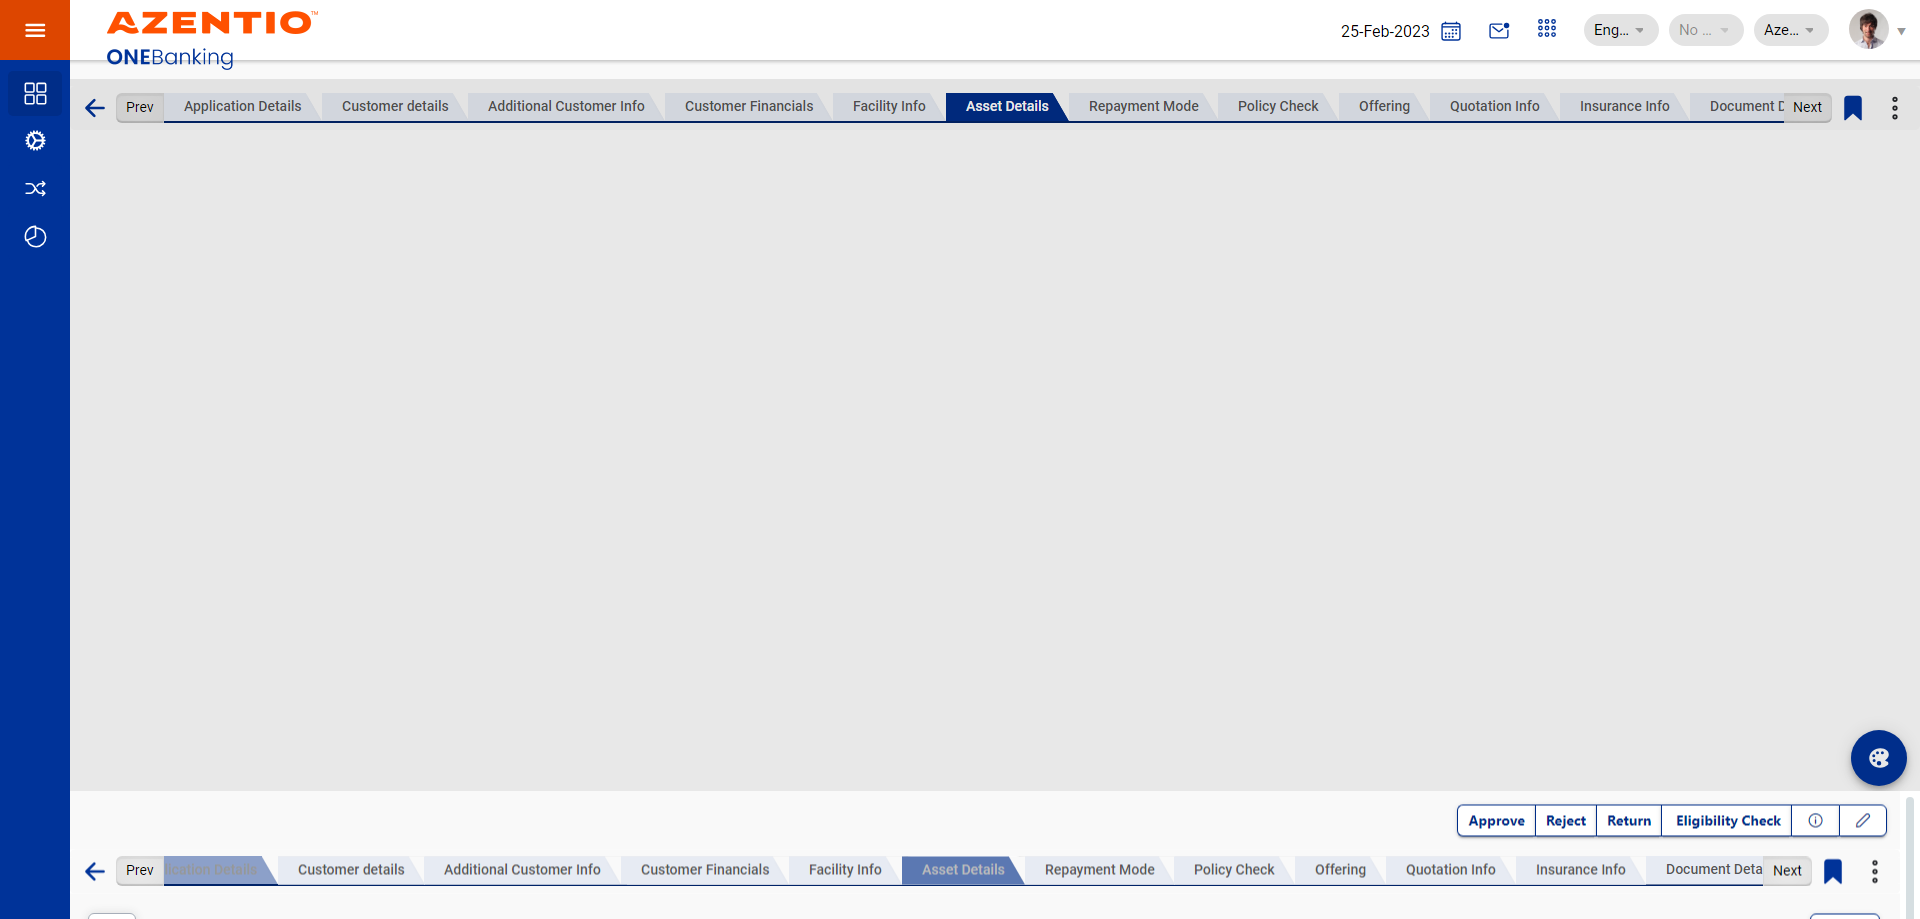 AZENTIO™
ONEBanking
25-Feb-2023
Eng...
No ...
Aze...
Prev
Application Details
Customer details
Additional Customer Info
Customer Financials
Facility Info
Asset Details
Repayment Mode
Policy Check
Offering
Quotation Info
Insurance Info
Document D
Next
Approve
Reject
Return
Eligibility Check
Prev
lication Details
Customer details
Additional Customer Info
Customer Financials
Facility Info
Asset Details
Repayment Mode
Policy Check
Offering
Quotation Info
Insurance Info
Document Deta
Next